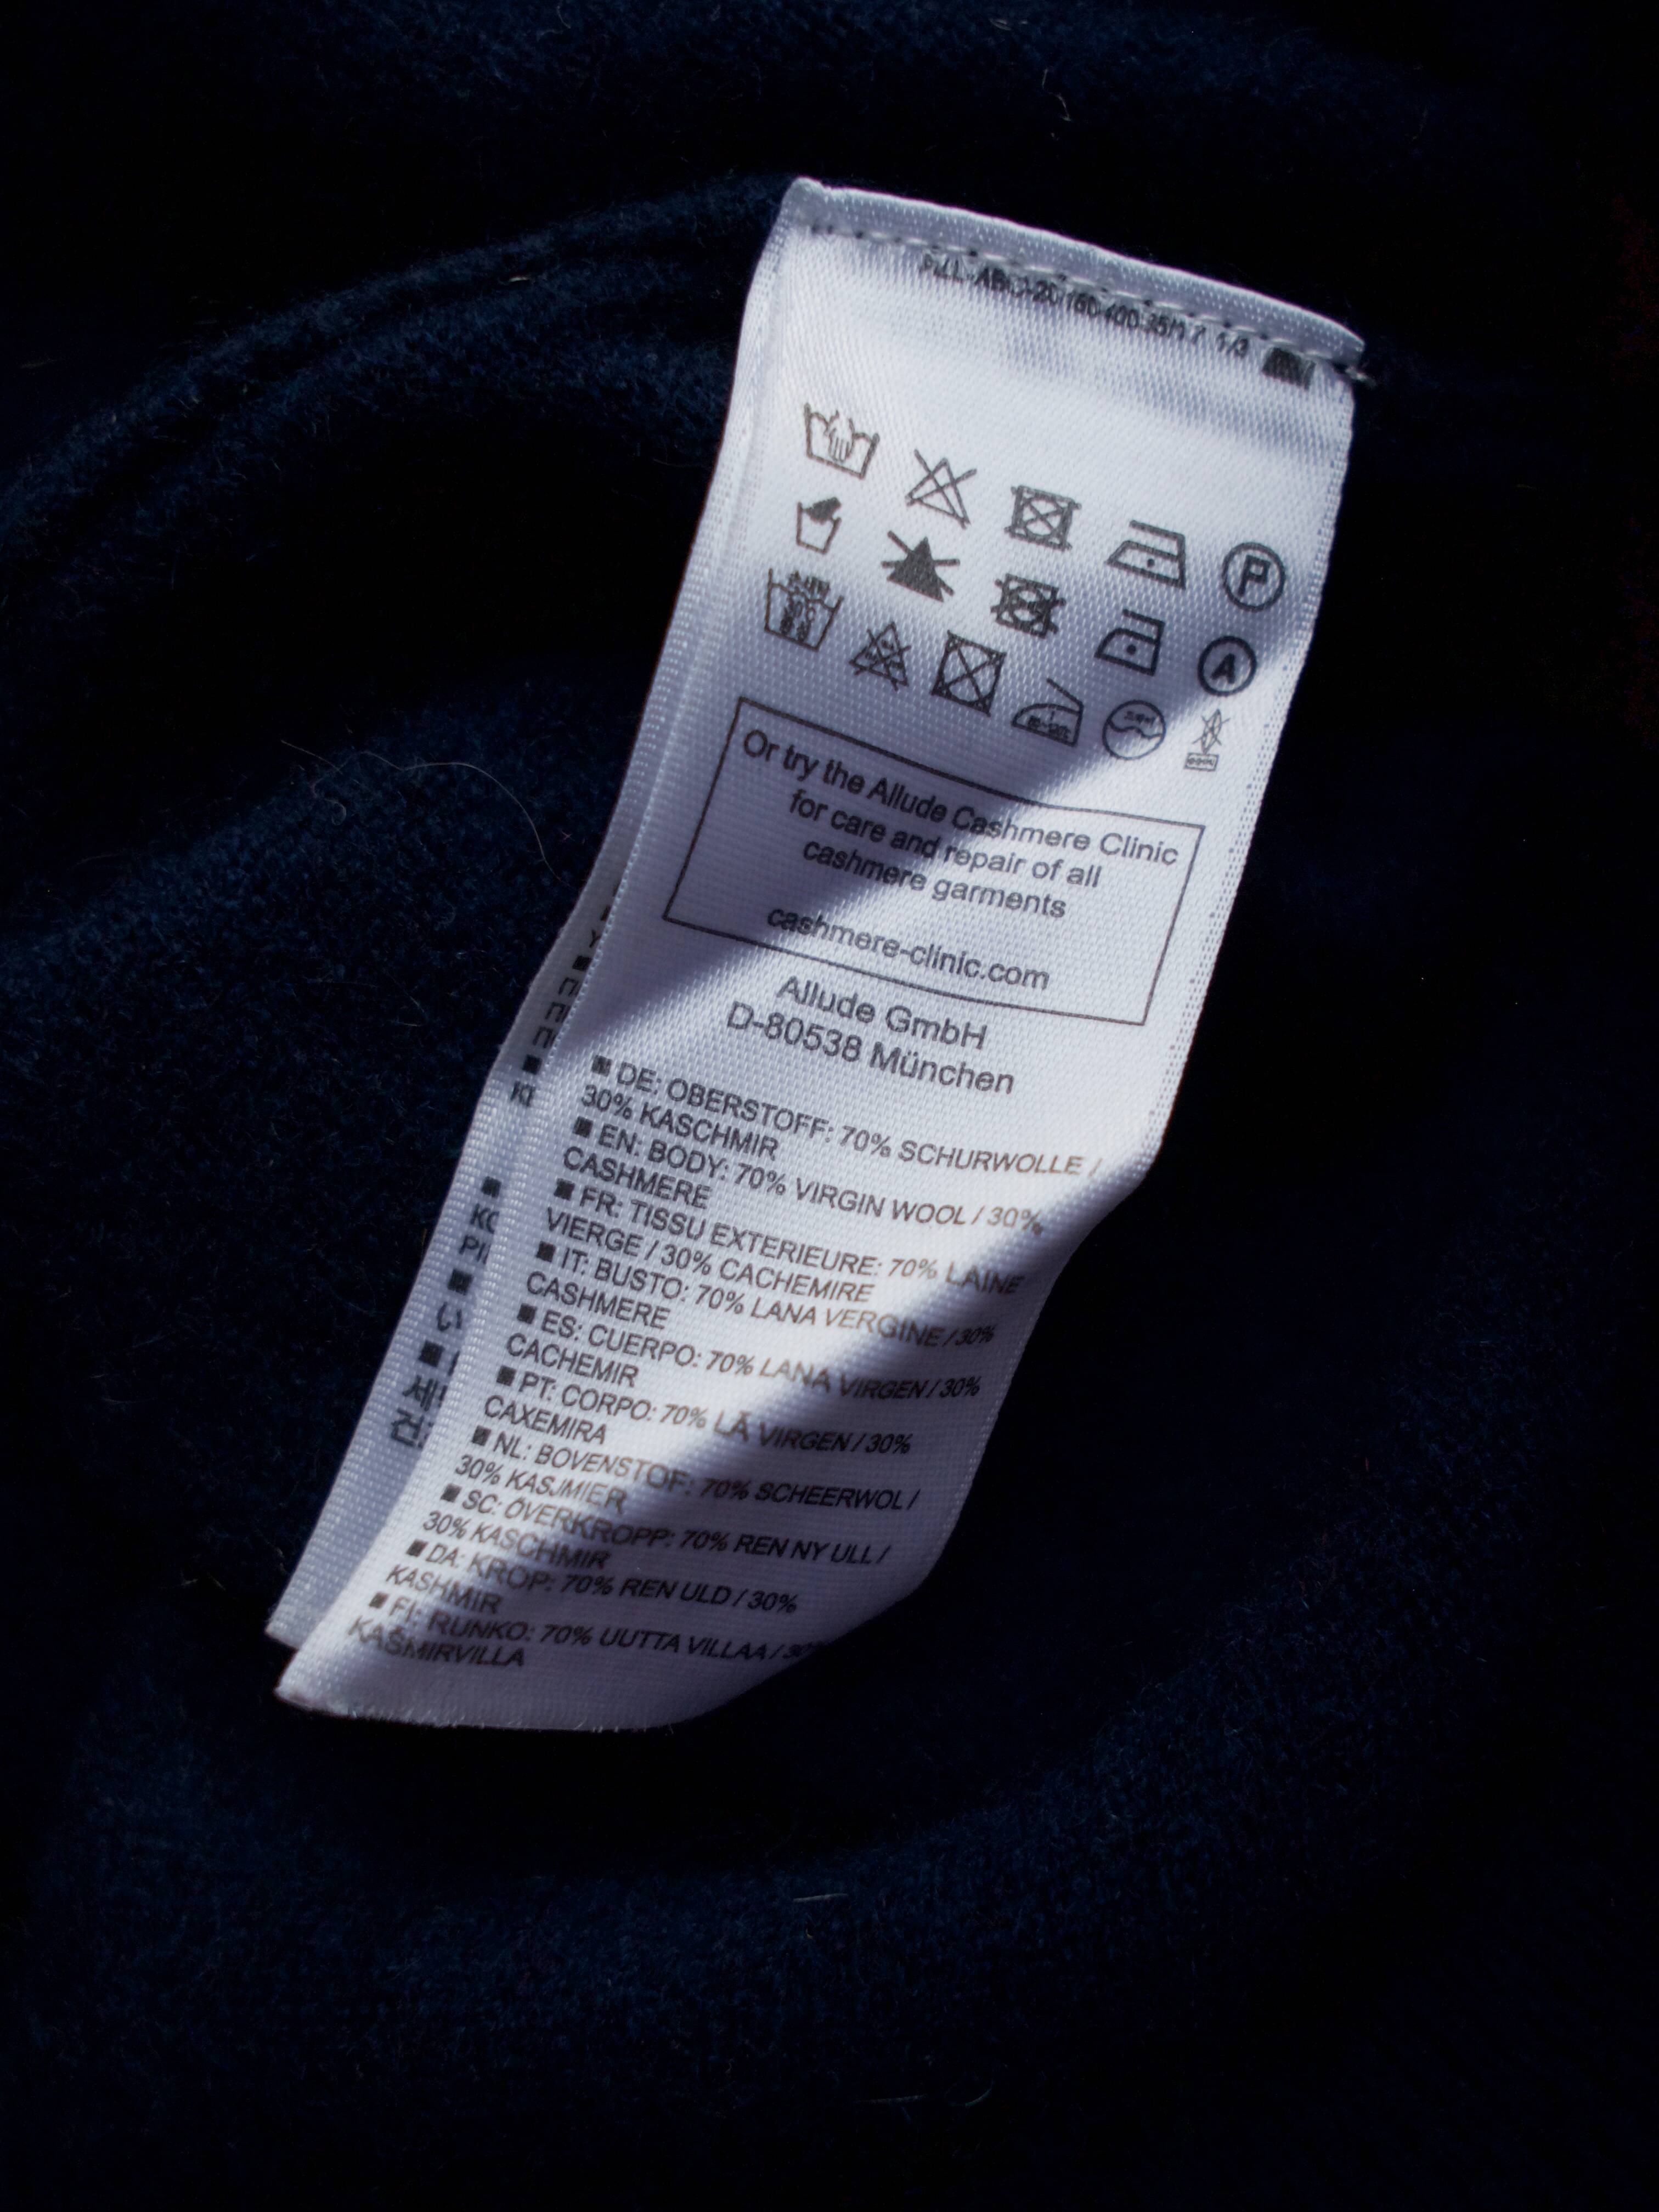 1/3
P
A
Or try the Allude Cashmere Clinic
for care and repair of all
cashmere garments
cashmere-clinic.com
Allude GmbH
D-80538 München
■ DE: OBERSTOFF: 70% SCHURWOLLE /
30% KASCHMIR
■ EN: BODY: 70% VIRGIN WOOL / 30%
CASHMERE
■ FR: TISSU EXTERIEURE: 70% LAINE
VIERGE / 30% CACHEMIRE
■ IT: BUSTO: 70% LANA VERGINE / 30%
CASHMERE
■ ES: CUERPO: 70% LANA VIRGEN / 30%
CACHEMIR
■ PT: CORPO: 70% LÃ VIRGEN / 30%
CAXEMIRA
■ NL: BOVENSTOF: 70% SCHEERWOL /
30% KASJMIER
■ SC: ÖVERKROPP: 70% REN NY ULL /
30% KASCHMIR
■ DA: KROP: 70% REN ULD / 30%
KASHMIR
■ FI: RUNKO: 70% UUTTA VILLAA /
KAŠMIRVILLA